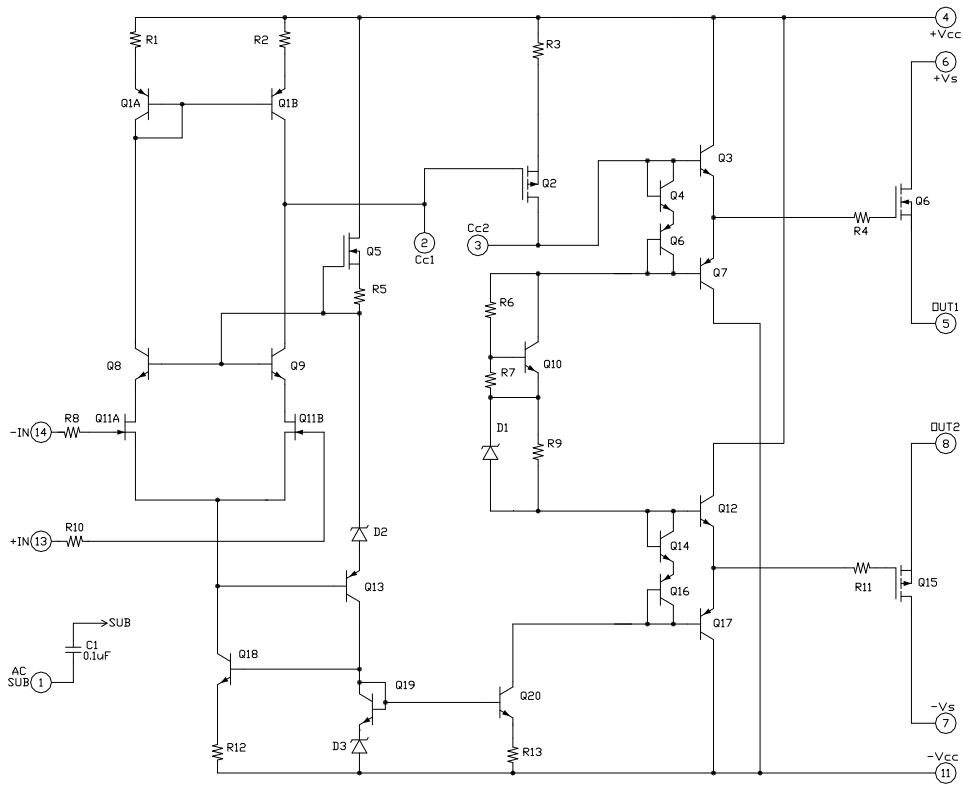 R1
R2
R3
4
+Vcc
6
+Vs
Q1A
Q1B
Q3
Q2
Q4
Q6
R4
Q6
2
Cc1
Cc2
3
Q5
R5
Q7
OUT1
5
R6
Q8
Q9
R7
Q10
-IN 14
R8
Q11A
Q11B
D1
R9
OUT2
8
+IN 13
R10
D2
Q12
Q14
Q13
Q16
R11
Q15
SUB
C1
0.1uF
AC
SUB 1
Q18
Q17
Q19
Q20
-Vs
7
R12
D3
R13
-Vcc
11